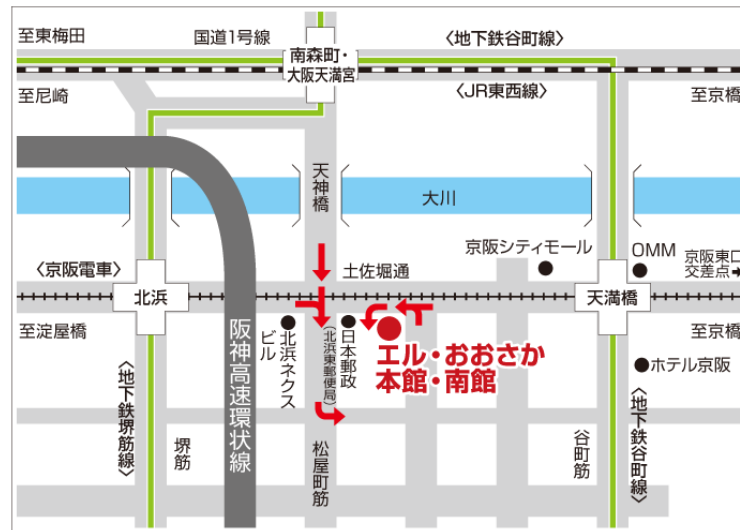 至東梅田
国道1号線
南森町・
大阪天満宮
〈地下鉄谷町線〉
至尼崎
〈JR東西線〉
至京橋
天神橋
大川
京阪シティモール
OMM
京阪東口
交差点➡
〈京阪電車〉
土佐堀通
北浜
天満橋
至淀屋橋
至京橋
阪神高速環状線
北浜ネクス
ビル
(北浜東郵便局)
日本郵政
エル・おおさか
本館・南館
ホテル京阪
〈地下鉄堺筋線〉
堺筋
松屋町筋
谷町筋
〈地下鉄谷町線〉